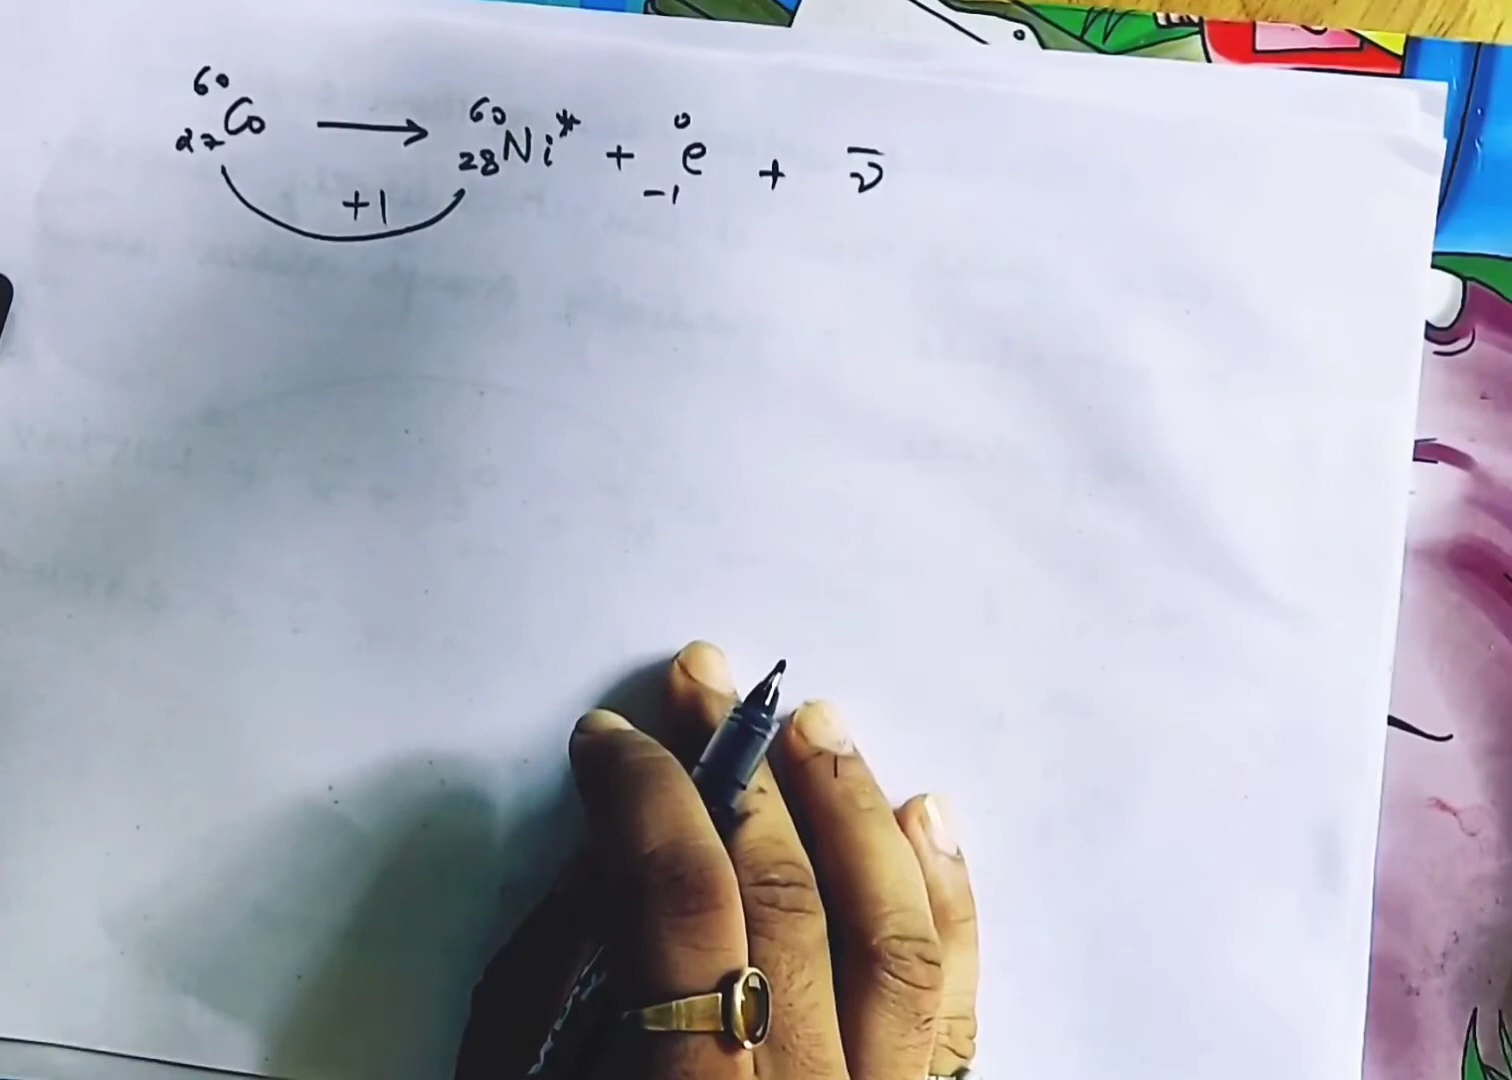 ⁶⁰₂₇Co ⟶ ⁶⁰₂₈Ni* + ⁰₋₁e + ν̄
+1